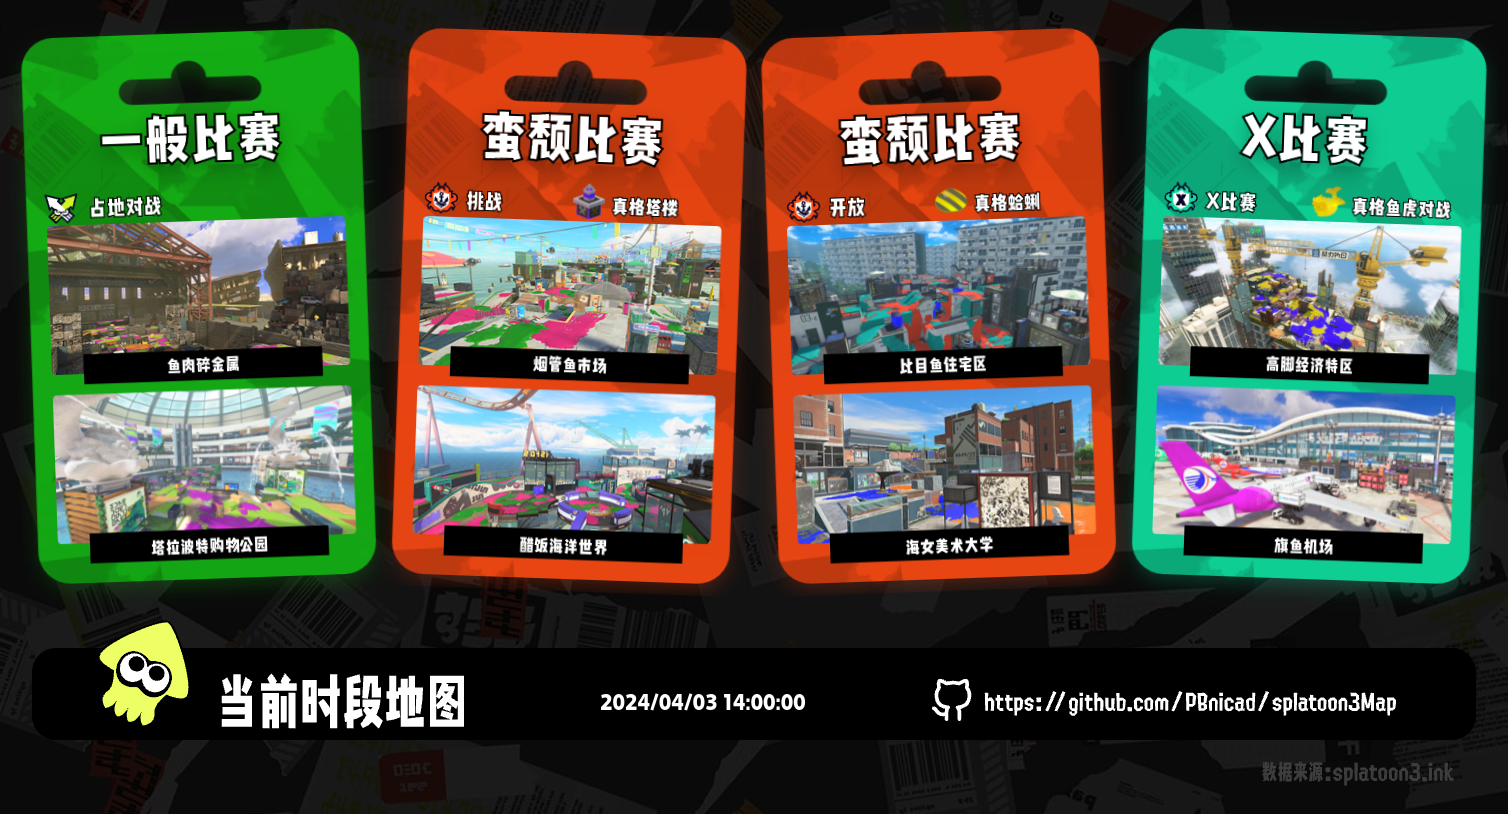 一般比赛
占地对战
鱼肉碎金属
塔拉波特购物公园
蛮颓比赛
挑战
真格塔楼
烟管鱼市场
醋饭海洋世界
蛮颓比赛
开放
真格蛤蜊
比目鱼住宅区
海女美术大学
X比赛
X比赛
真格鱼虎对战
高脚经济特区
旗鱼机场
当前时段地图
2024/04/03 14:00:00
https://github.com/PBnicad/splatoon3Map
数据来源:splatoon3.ink